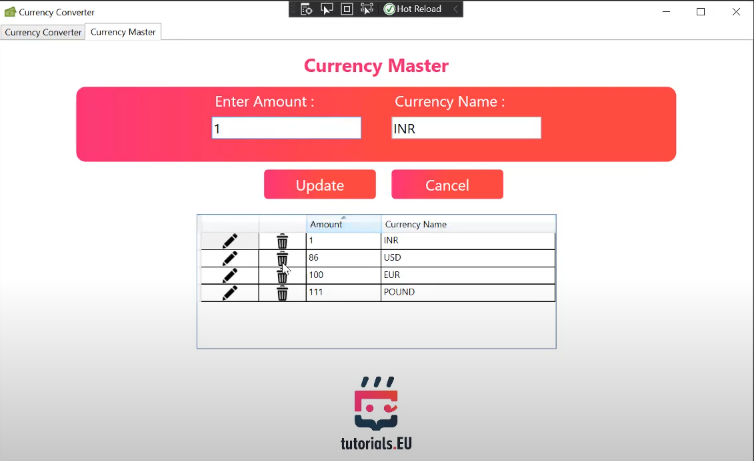 Currency Converter
Hot Reload
Currency Converter Currency Master
Currency Master
Enter Amount : Currency Name :
1 INR
Update Cancel
Amount Currency Name
1 INR
86 USD
100 EUR
111 POUND
tutorials.EU